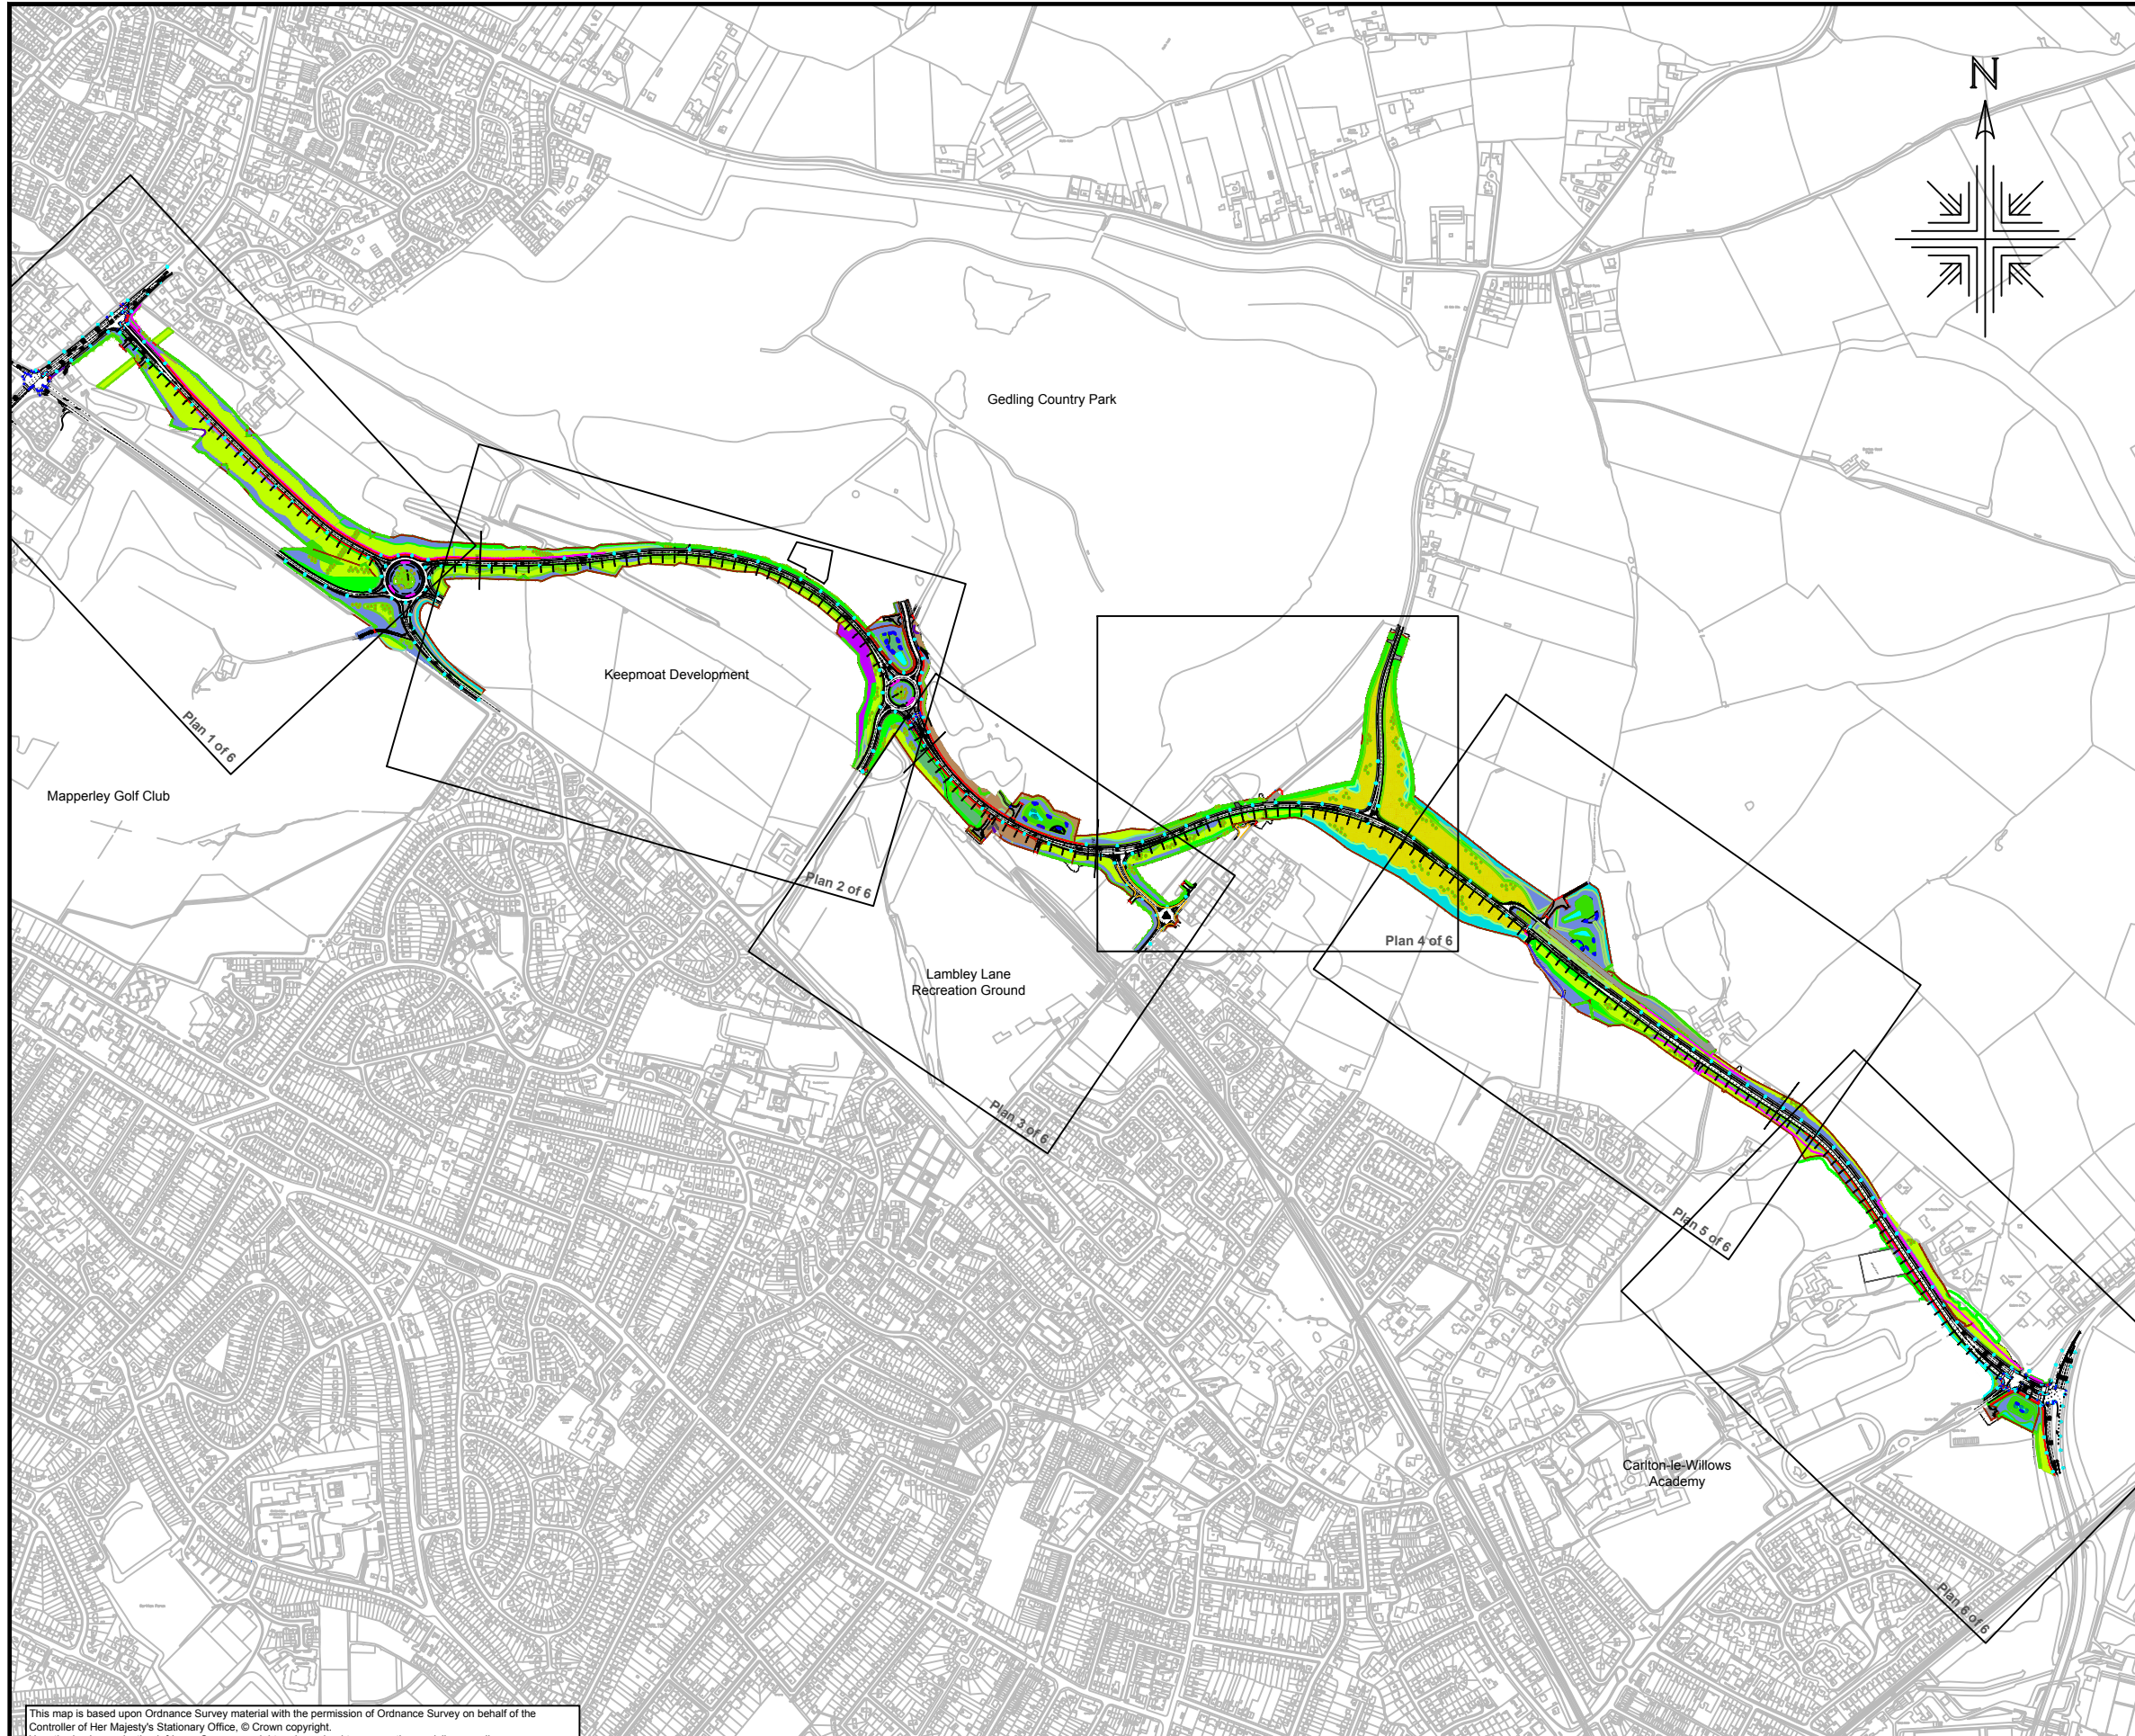 N
Gedling Country Park
Keepmoat Development
Plan 1 of 6
Mapperley Golf Club
Plan 2 of 6
Plan 4 of 6
Lambley Lane
Recreation Ground
Plan 3 of 6
Plan 5 of 6
Carlton-le-Willows
Academy
Plan 6 of 6
This map is based upon Ordnance Survey material with the permission of Ordnance Survey on behalf of the
Controller of Her Majesty's Stationary Office, © Crown copyright.